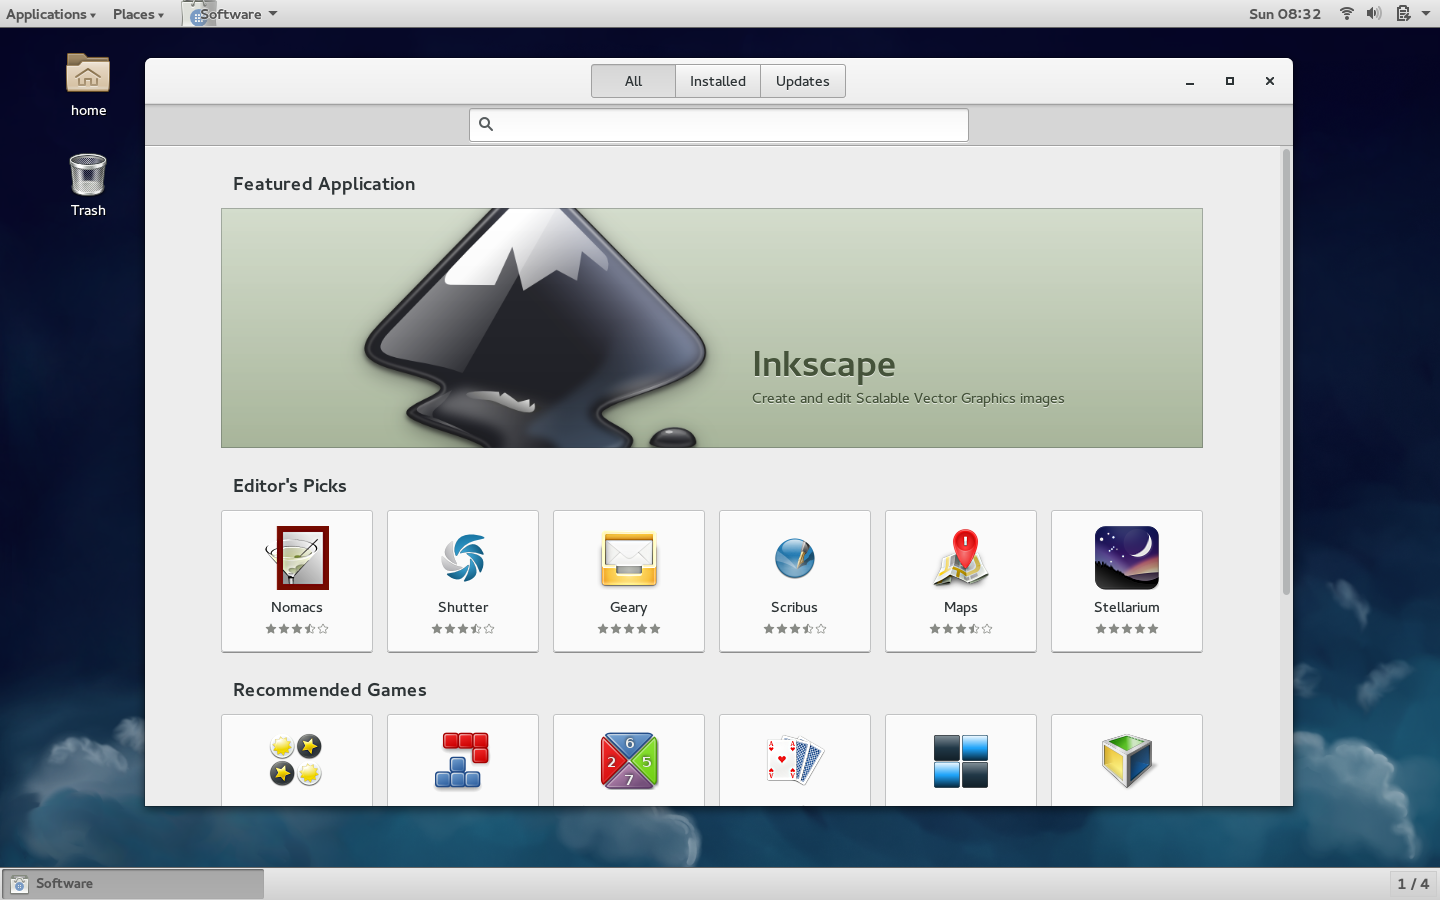 Applications Places Software Sun 08:32
home
Trash
All Installed Updates
Featured Application
Inkscape
Create and edit Scalable Vector Graphics images
Editor's Picks
Nomacs Shutter Geary Scribus Maps Stellarium
Recommended Games
6
2 5
7
A A
A A
Software 1 / 4